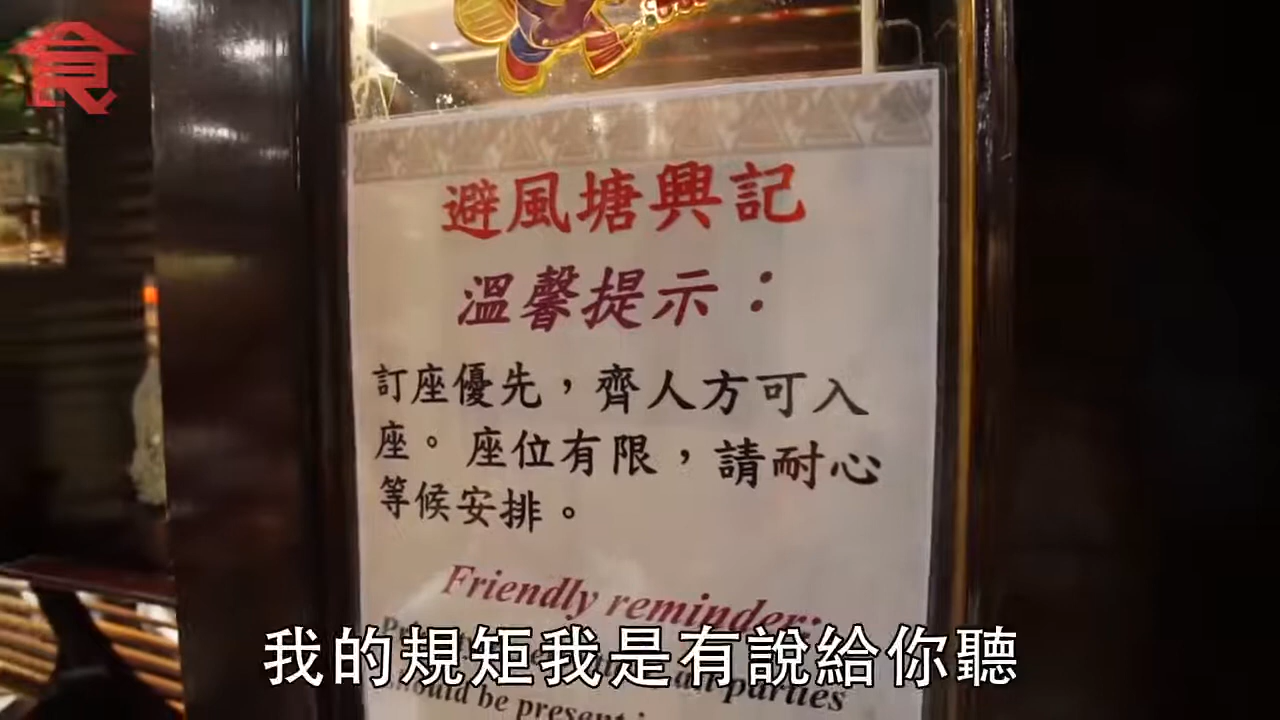 食
避風塘興記
溫馨提示：
訂座優先，齊人方可入
座。座位有限，請耐心
等候安排。
Friendly reminder:
我的規矩我是有說給你聽
parties
should be present